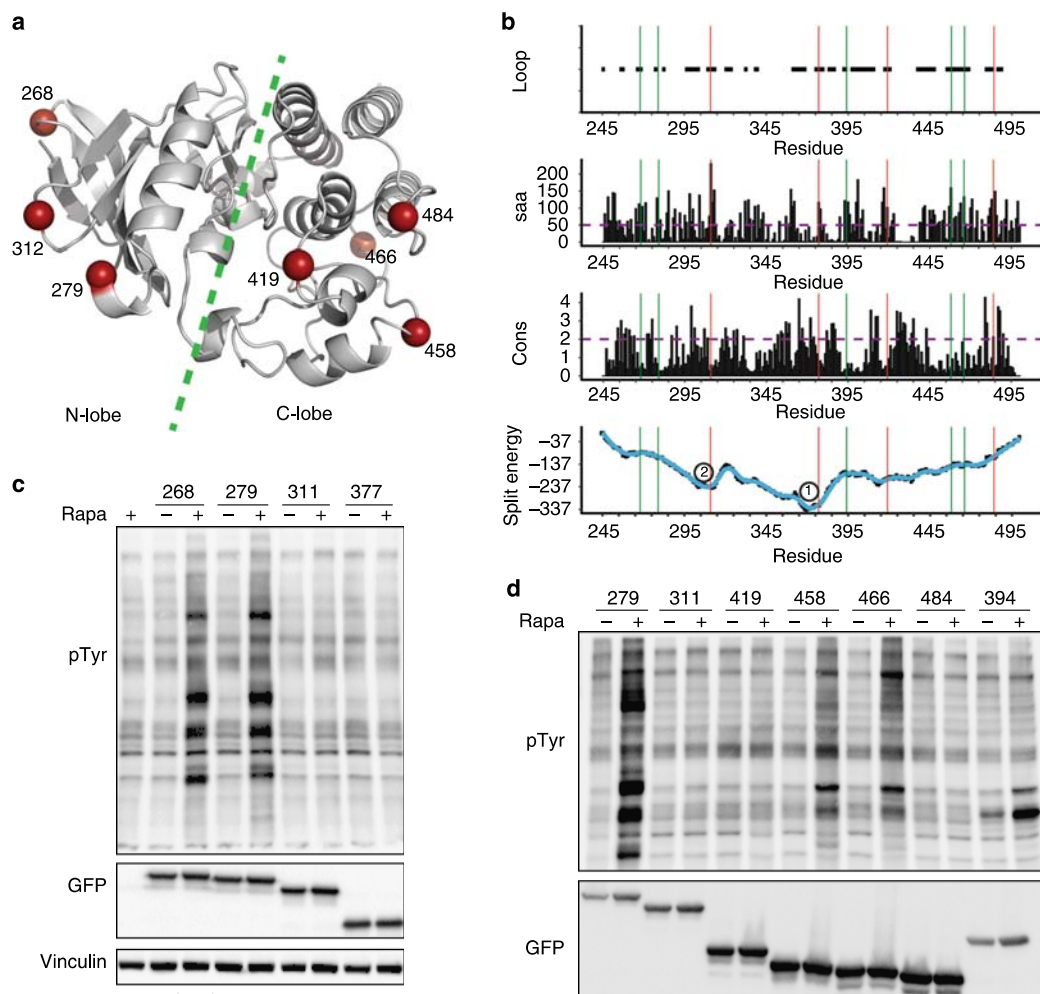 a
268
312
279
484
466
419
458
N-lobe
C-lobe
b
Loop
245 295 345 395 445 495
Residue
saa
200
150
100
50
0
245 295 345 395 445 495
Residue
Cons
4
3
2
1
0
245 295 345 395 445 495
Residue
Split energy
–37
–137
–237
–337
2
1
245 295 345 395 445 495
Residue
c
268 279 311 377
Rapa + – + – + – + – +
pTyr
GFP
Vinculin
d
279 311 419 458 466 484 394
Rapa – + – + – + – + – + – + – +
pTyr
GFP